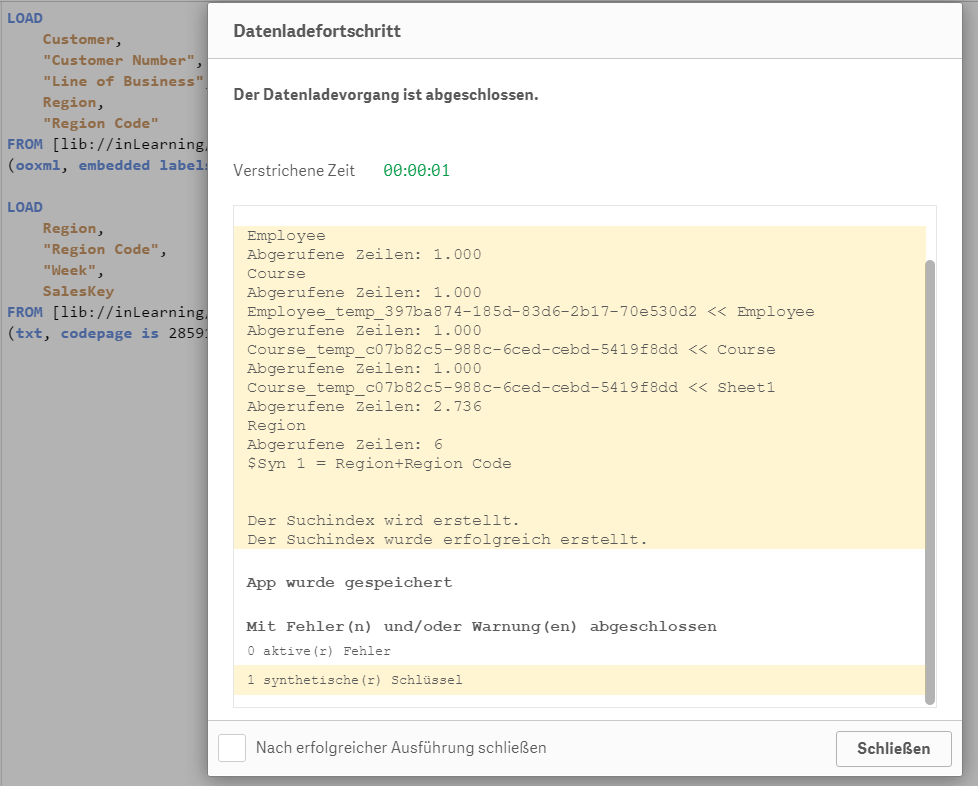 LOAD
Customer,
"Customer Number",
"Line of Business"
Region,
"Region Code"
FROM [lib://inLearning/
(ooxml, embedded labels
LOAD
Region,
"Region Code",
"Week",
SalesKey
FROM [lib://inLearning/
(txt, codepage is 2859
Datenladefortschritt
Der Datenladevorgang ist abgeschlossen.
Verstrichene Zeit 00:00:01
Employee
Abgerufene Zeilen: 1.000
Course
Abgerufene Zeilen: 1.000
Employee_temp_397ba874-185d-83d6-2b17-70e530d2 << Employee
Abgerufene Zeilen: 1.000
Course_temp_c07b82c5-988c-6ced-cebd-5419f8dd << Course
Abgerufene Zeilen: 1.000
Course_temp_c07b82c5-988c-6ced-cebd-5419f8dd << Sheet1
Abgerufene Zeilen: 2.736
Region
Abgerufene Zeilen: 6
$Syn 1 = Region+Region Code
Der Suchindex wird erstellt.
Der Suchindex wurde erfolgreich erstellt.
App wurde gespeichert
Mit Fehler(n) und/oder Warnung(en) abgeschlossen
0 aktive(r) Fehler
1 synthetische(r) Schlüssel
Nach erfolgreicher Ausführung schließen
Schließen